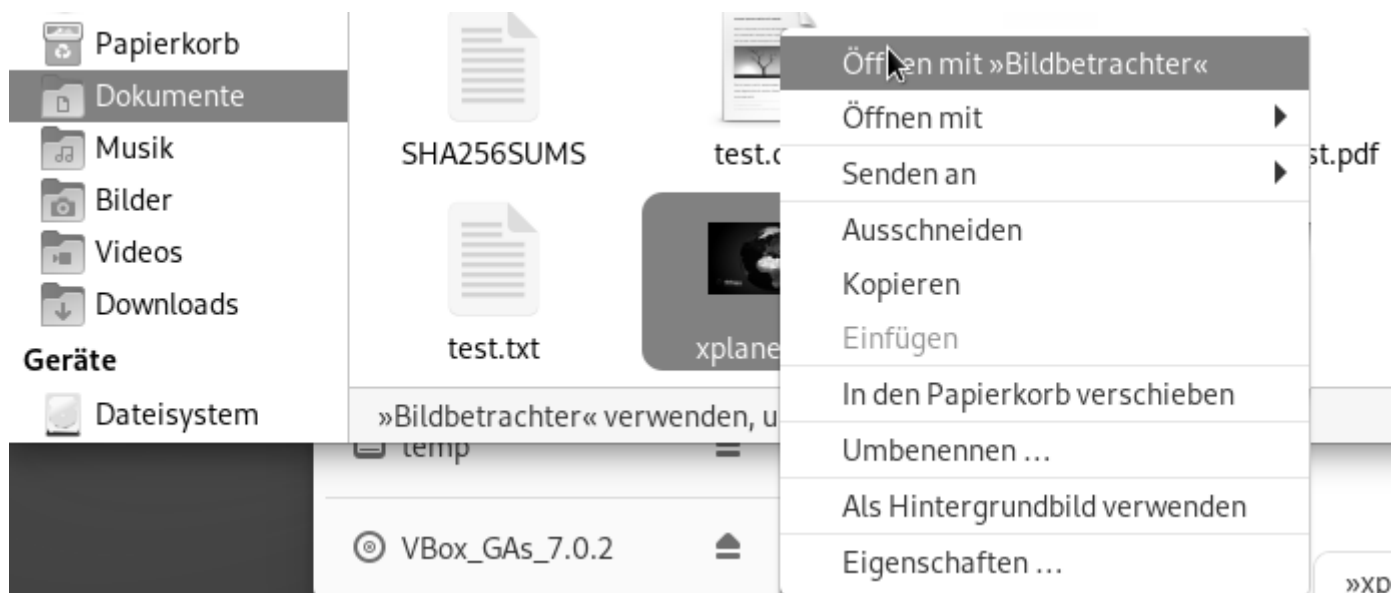 Papierkorb
Dokumente
Musik
Bilder
Videos
Downloads
Geräte
Dateisystem
SHA256SUMS
test.txt
»Bildbetrachter« verwenden,
temp
VBox_GAs_7.0.2
Öffnen mit »Bildbetrachter«
Öffnen mit
Senden an
Ausschneiden
Kopieren
Einfügen
In den Papierkorb verschieben
Umbenennen ...
Als Hintergrundbild verwenden
Eigenschaften ...